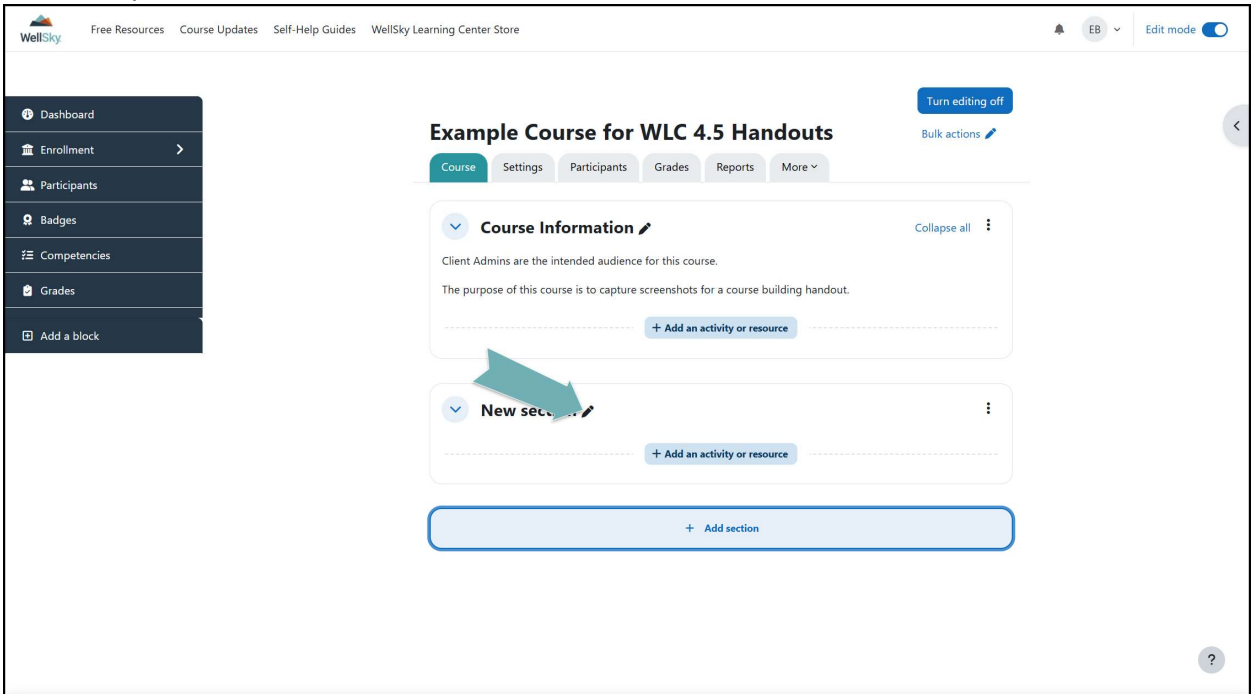 WellSky Free Resources Course Updates Self-Help Guides WellSky Learning Center Store EB Edit mode
Turn editing off
Dashboard
Enrollment
Participants
Badges
Competencies
Grades
Add a block
Example Course for WLC 4.5 Handouts
Bulk actions
Course Settings Participants Grades Reports More
Course Information
Collapse all
Client Admins are the intended audience for this course.
The purpose of this course is to capture screenshots for a course building handout.
+ Add an activity or resource
New
+ Add an activity or resource
+ Add section
?